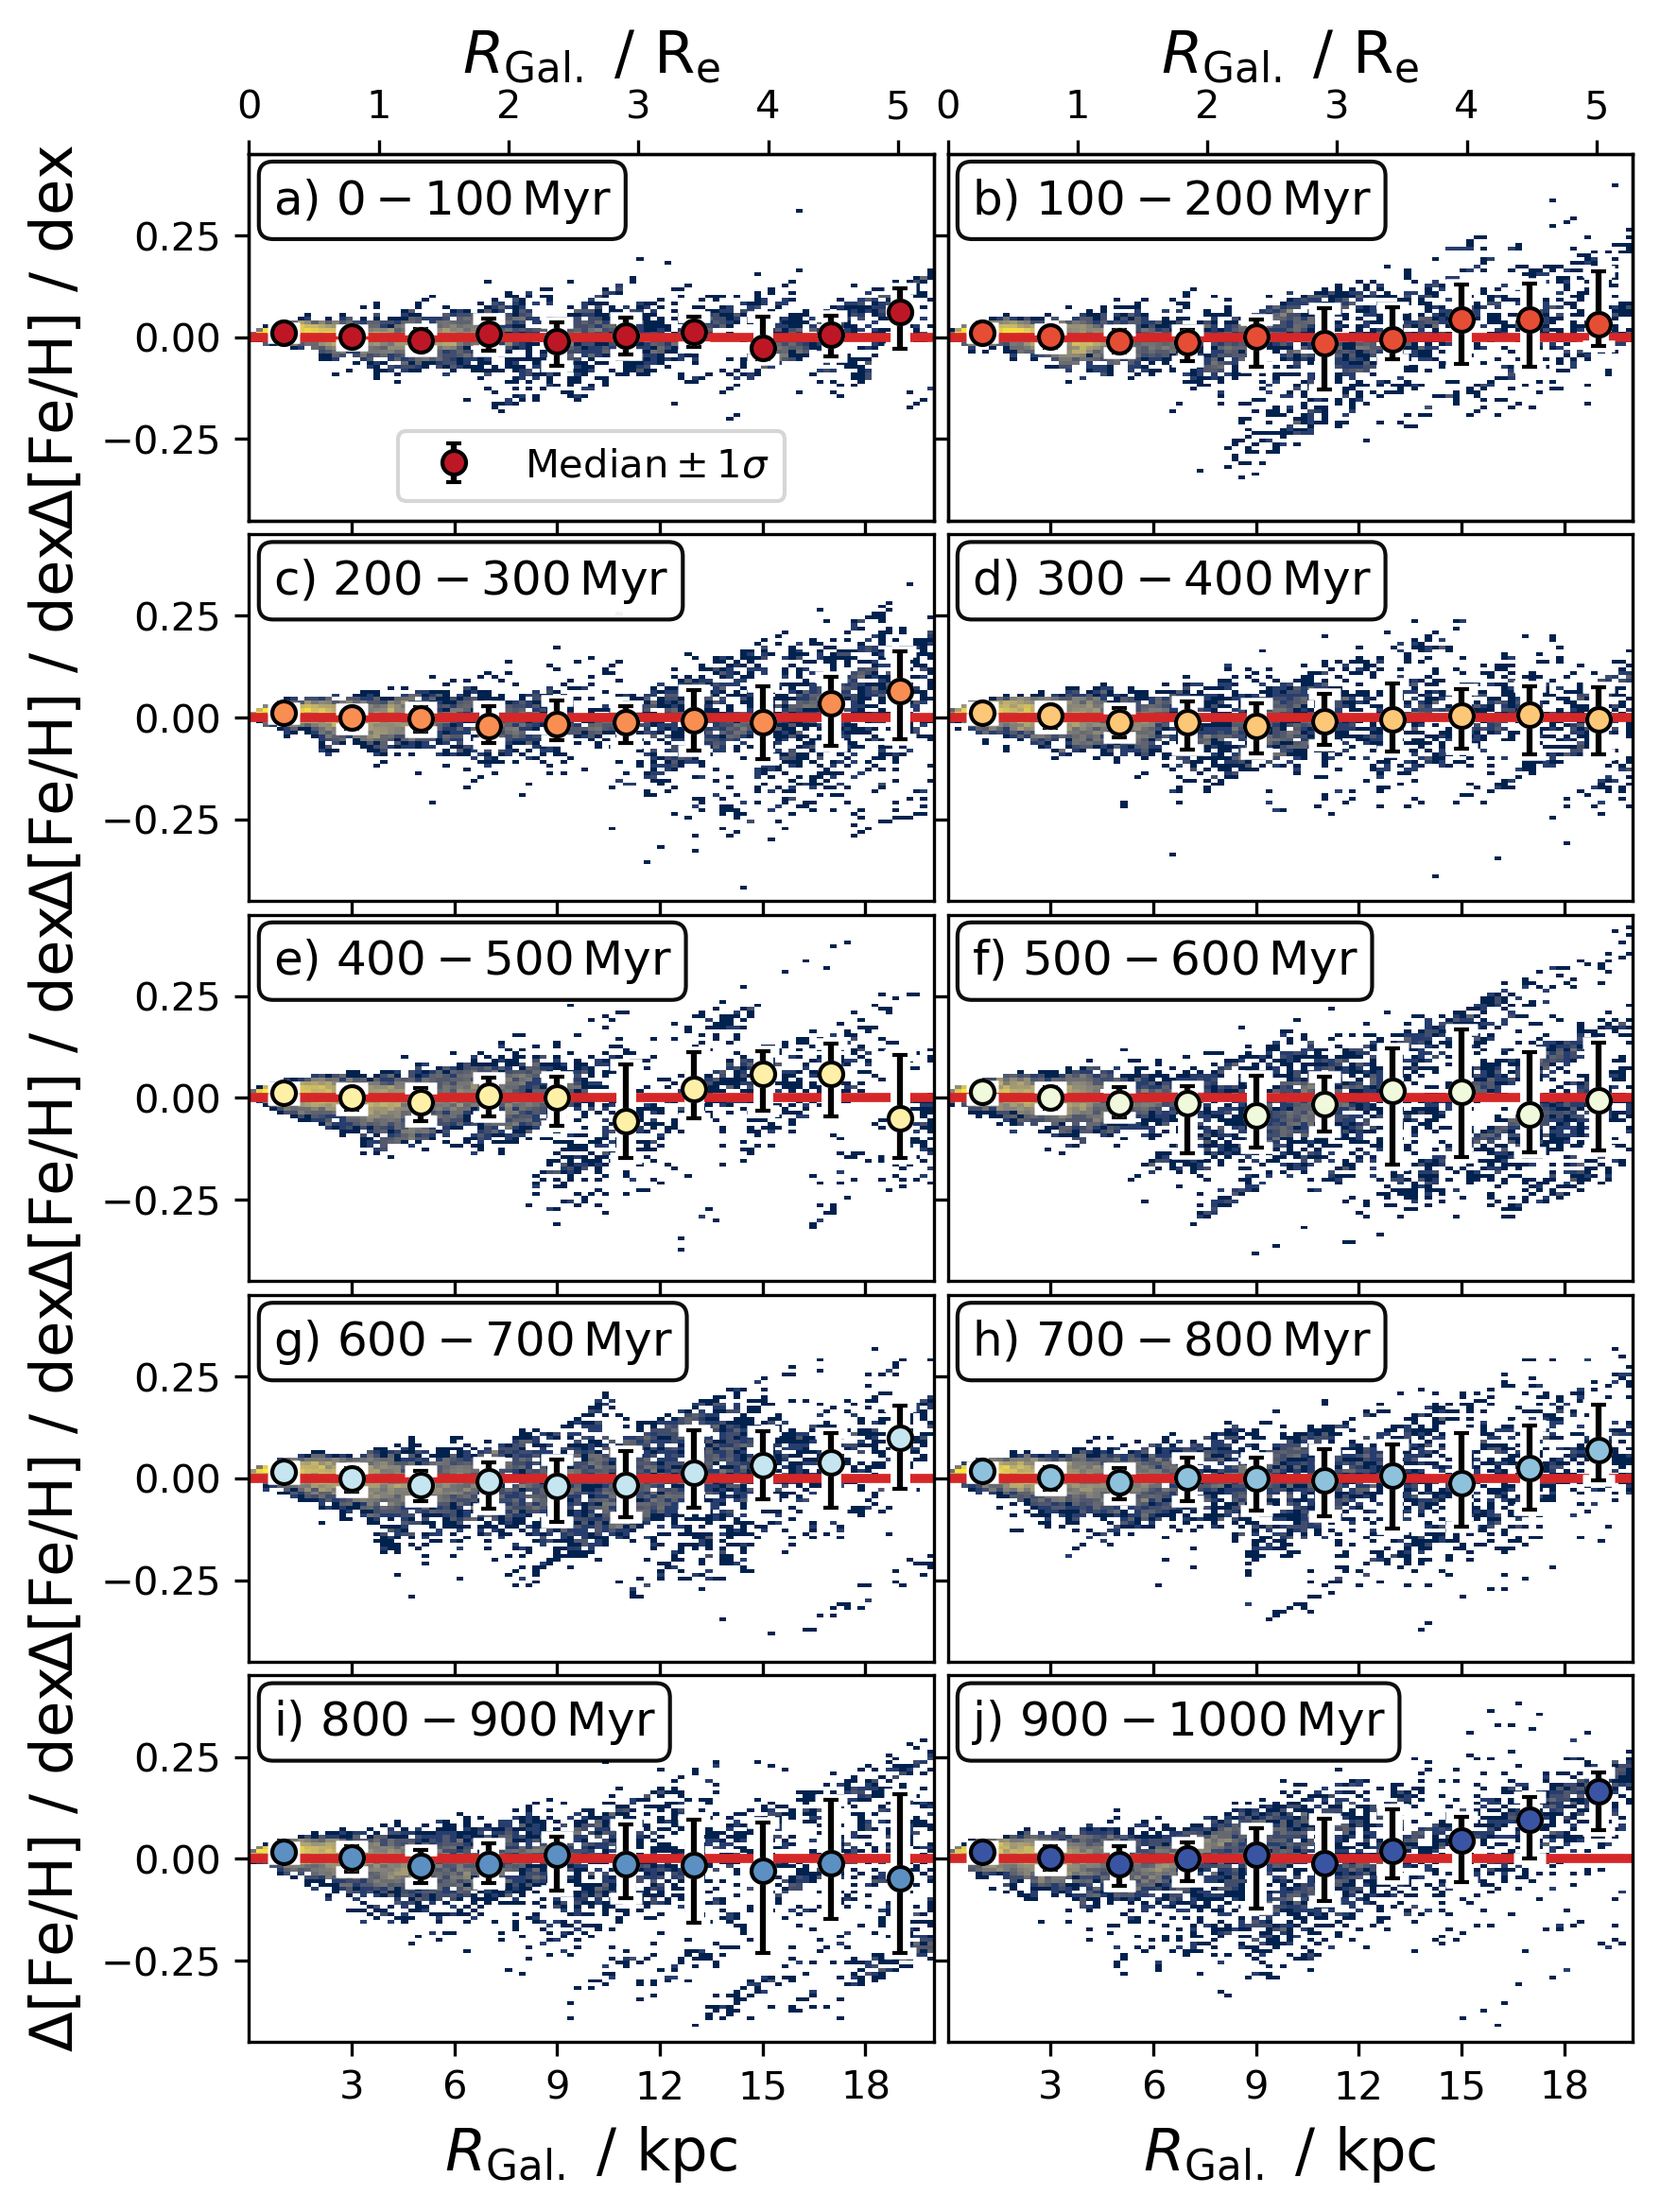 R_Gal. / R_e R_Gal. / R_e
0 1 2 3 4 5 0 1 2 3 4 5
Δ[Fe/H] / dex
a) 0 − 100 Myr
b) 100 − 200 Myr
0.25
0.00
−0.25
Median ± 1σ
Δ[Fe/H] / dex
c) 200 − 300 Myr
d) 300 − 400 Myr
0.25
0.00
−0.25
Δ[Fe/H] / dex
e) 400 − 500 Myr
f) 500 − 600 Myr
0.25
0.00
−0.25
Δ[Fe/H] / dex
g) 600 − 700 Myr
h) 700 − 800 Myr
0.25
0.00
−0.25
Δ[Fe/H] / dex
i) 800 − 900 Myr
j) 900 − 1000 Myr
0.25
0.00
−0.25
3 6 9 12 15 18 3 6 9 12 15 18
R_Gal. / kpc R_Gal. / kpc